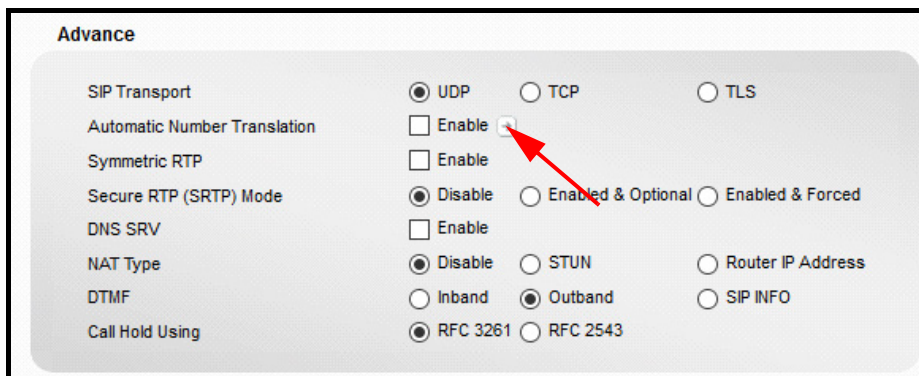 Advance
SIP Transport UDP TCP TLS
Automatic Number Translation Enable
Symmetric RTP Enable
Secure RTP (SRTP) Mode Disable Enabled & Optional Enabled & Forced
DNS SRV Enable
NAT Type Disable STUN Router IP Address
DTMF Inband Outband SIP INFO
Call Hold Using RFC 3261 RFC 2543